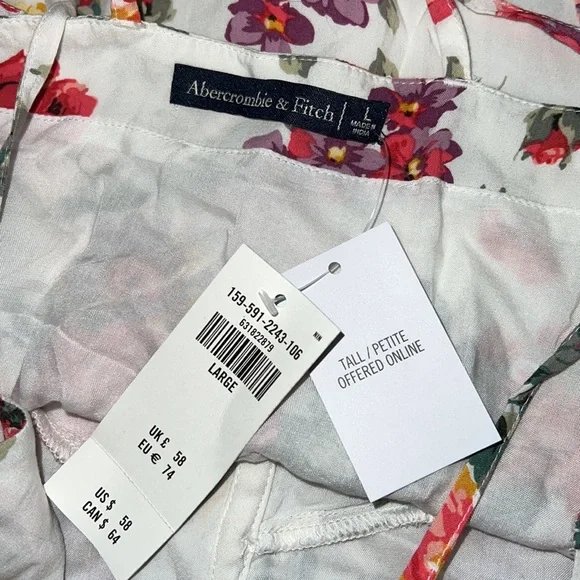 Abercrombie & Fitch
L
MADE IN
INDIA
159-591-2243-106
631822879
LARGE
UK £ 58
EU € 74
US $ 58
CAN $ 64
TALL / PETITE
OFFERED ONLINE